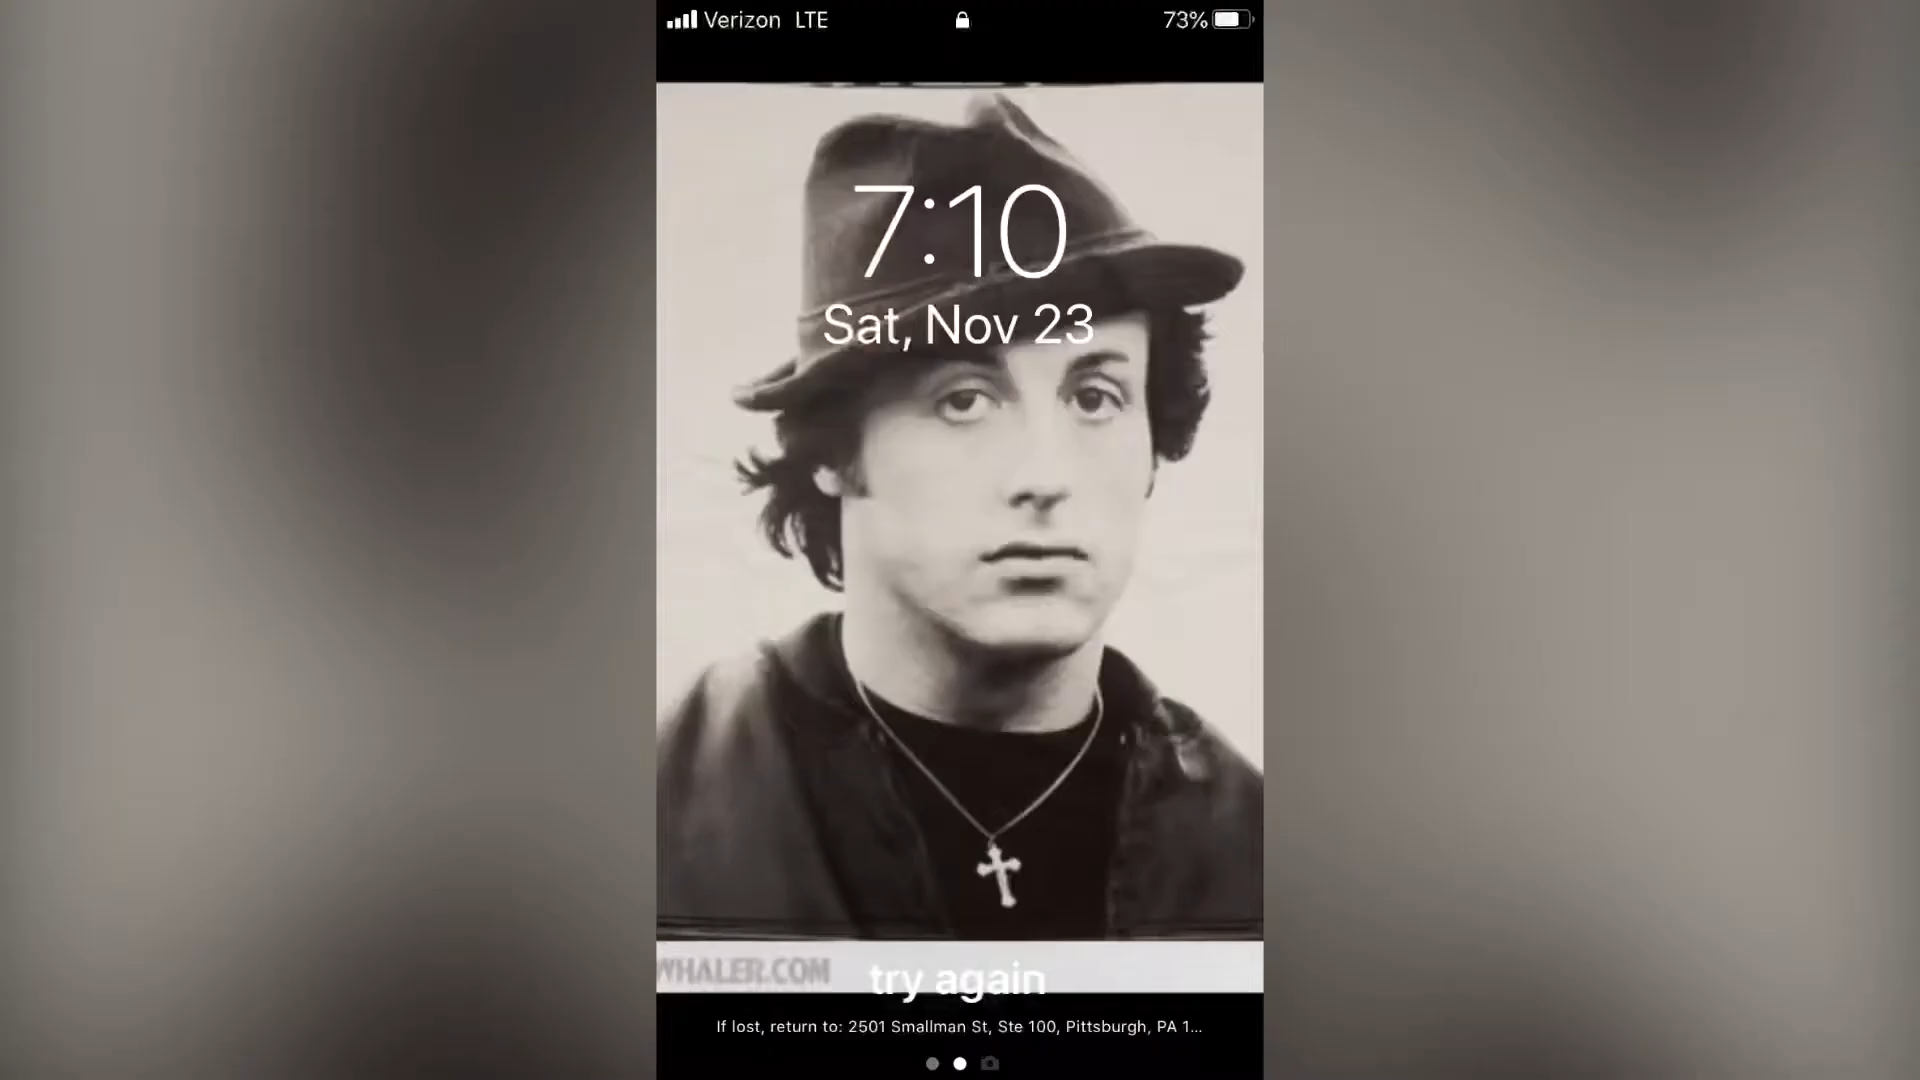 Verizon LTE 73%
7:10
Sat, Nov 23
WHALER.COM
try again
If lost, return to: 2501 Smallman St, Ste 100, Pittsburgh, PA 1...